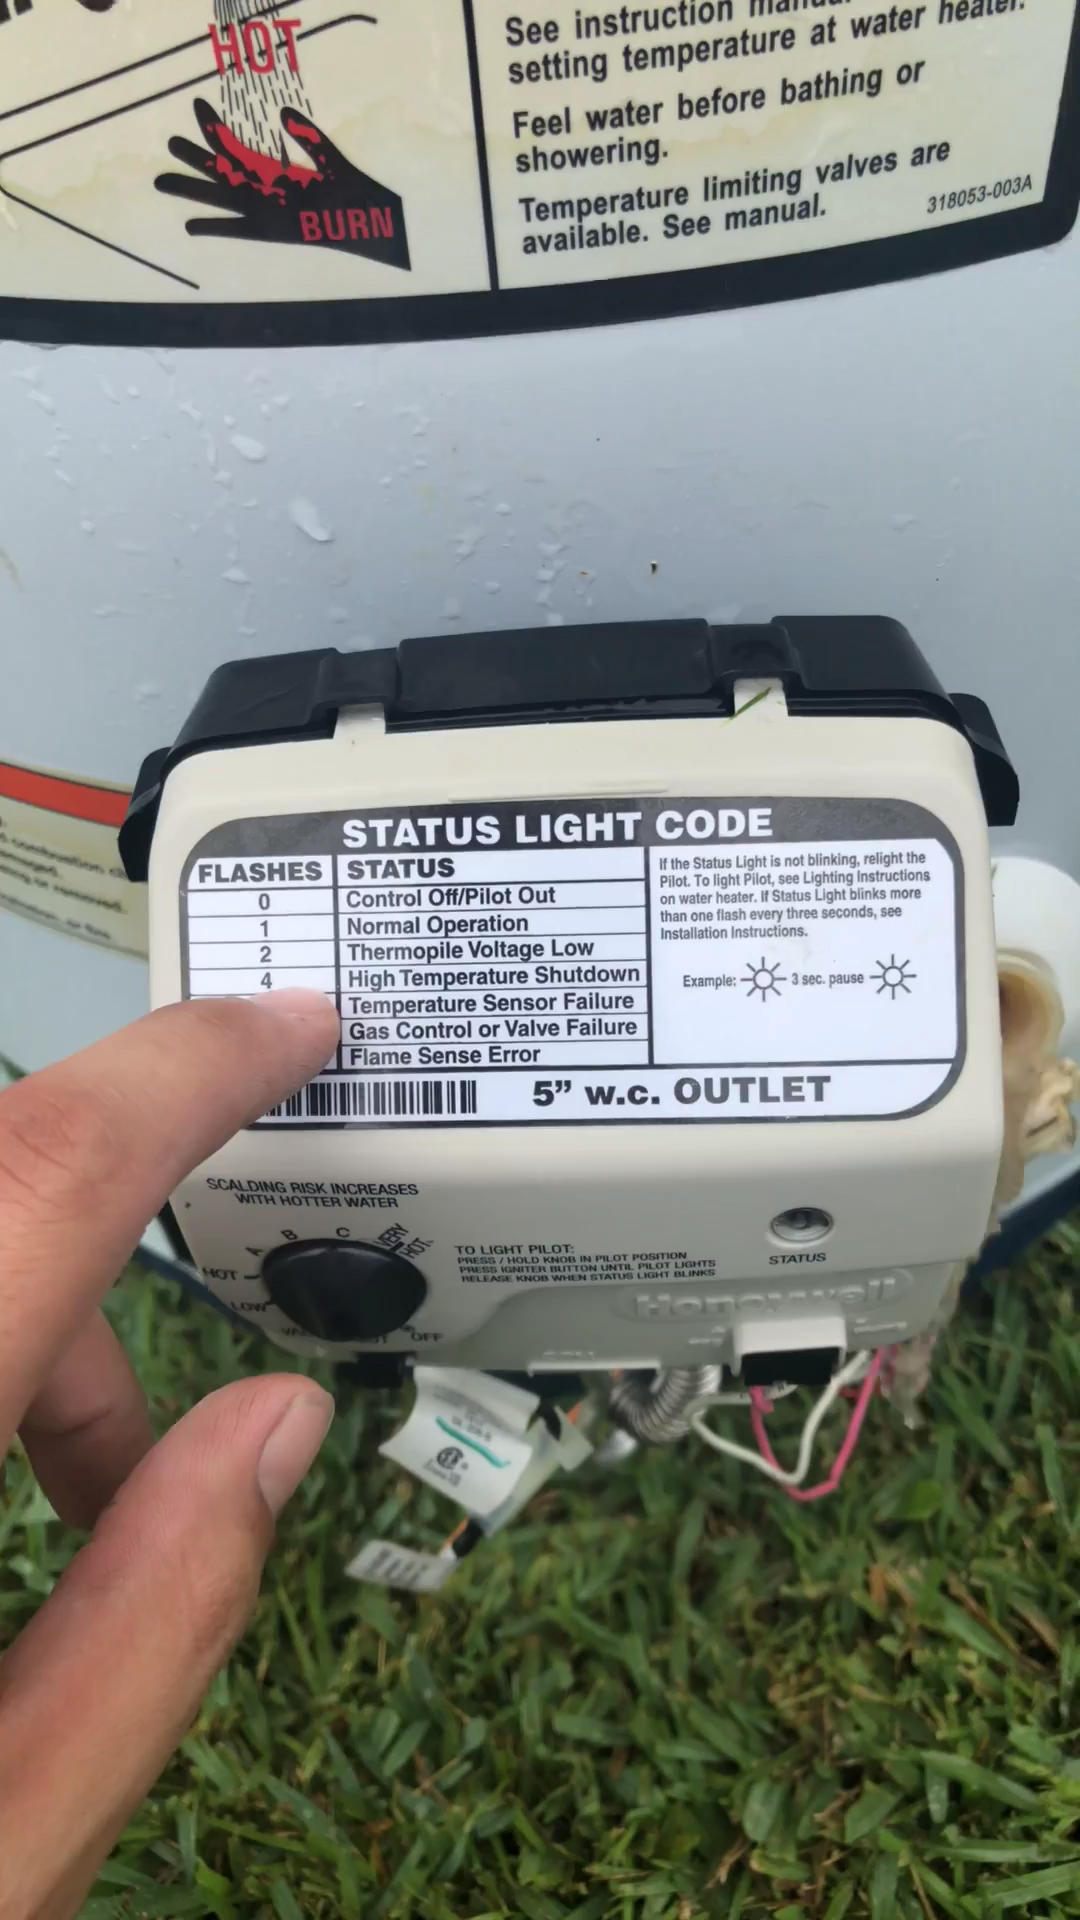 HOT
BURN
See instruction
setting temperature at water heater.
Feel water before bathing or
showering.
Temperature limiting valves are
available. See manual.
318053-003A
STATUS LIGHT CODE
FLASHES STATUS
0 Control Off/Pilot Out
1 Normal Operation
2 Thermopile Voltage Low
4 High Temperature Shutdown
Temperature Sensor Failure
Gas Control or Valve Failure
Flame Sense Error
If the Status Light is not blinking, relight the
Pilot. To light Pilot, see Lighting Instructions
on water heater. If Status Light blinks more
than one flash every three seconds, see
Installation Instructions.
Example: 3 sec. pause
5” w.c. OUTLET
SCALDING RISK INCREASES
WITH HOTTER WATER
VERY
HOT
C
B
A
HOT
LOW
OFF
TO LIGHT PILOT:
PRESS / HOLD KNOB IN PILOT POSITION
PRESS IGNITER BUTTON UNTIL PILOT LIGHTS
RELEASE KNOB WHEN STATUS LIGHT BLINKS
STATUS
Honeywell